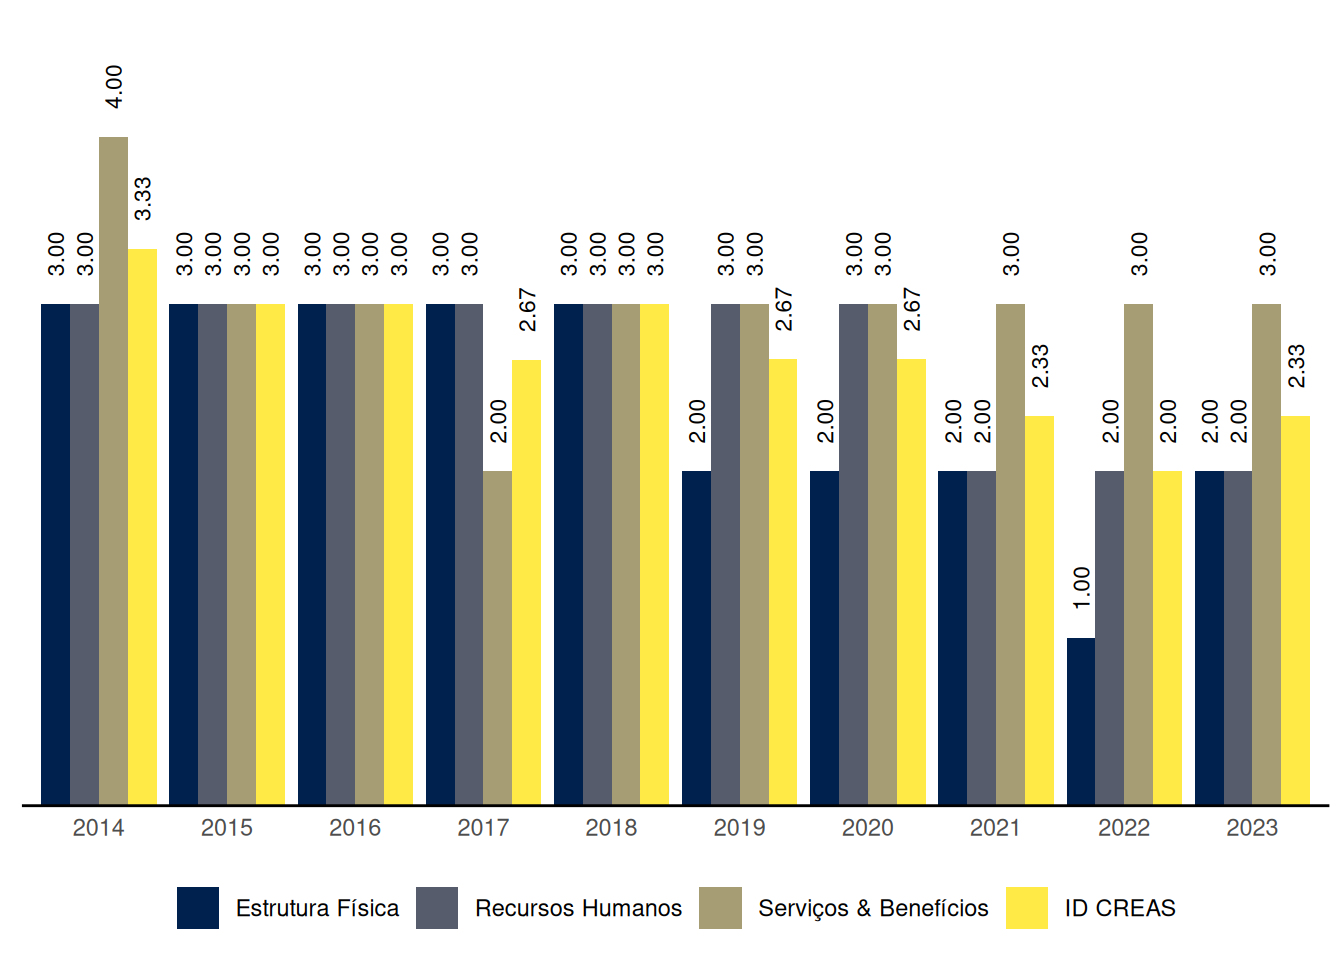 4.00
3.33
3.00 3.00 3.00 3.00 3.00 3.00 3.00 3.00 3.00 3.00 3.00 3.00 3.00 3.00 3.00 3.00 3.00 3.00 3.00 3.00 3.00 3.00 3.00
2.67 2.67 2.67
2.33 2.33
2.00 2.00 2.00 2.00 2.00 2.00 2.00 2.00 2.00
1.00
2014 2015 2016 2017 2018 2019 2020 2021 2022 2023
Estrutura Física Recursos Humanos Serviços & Benefícios ID CREAS